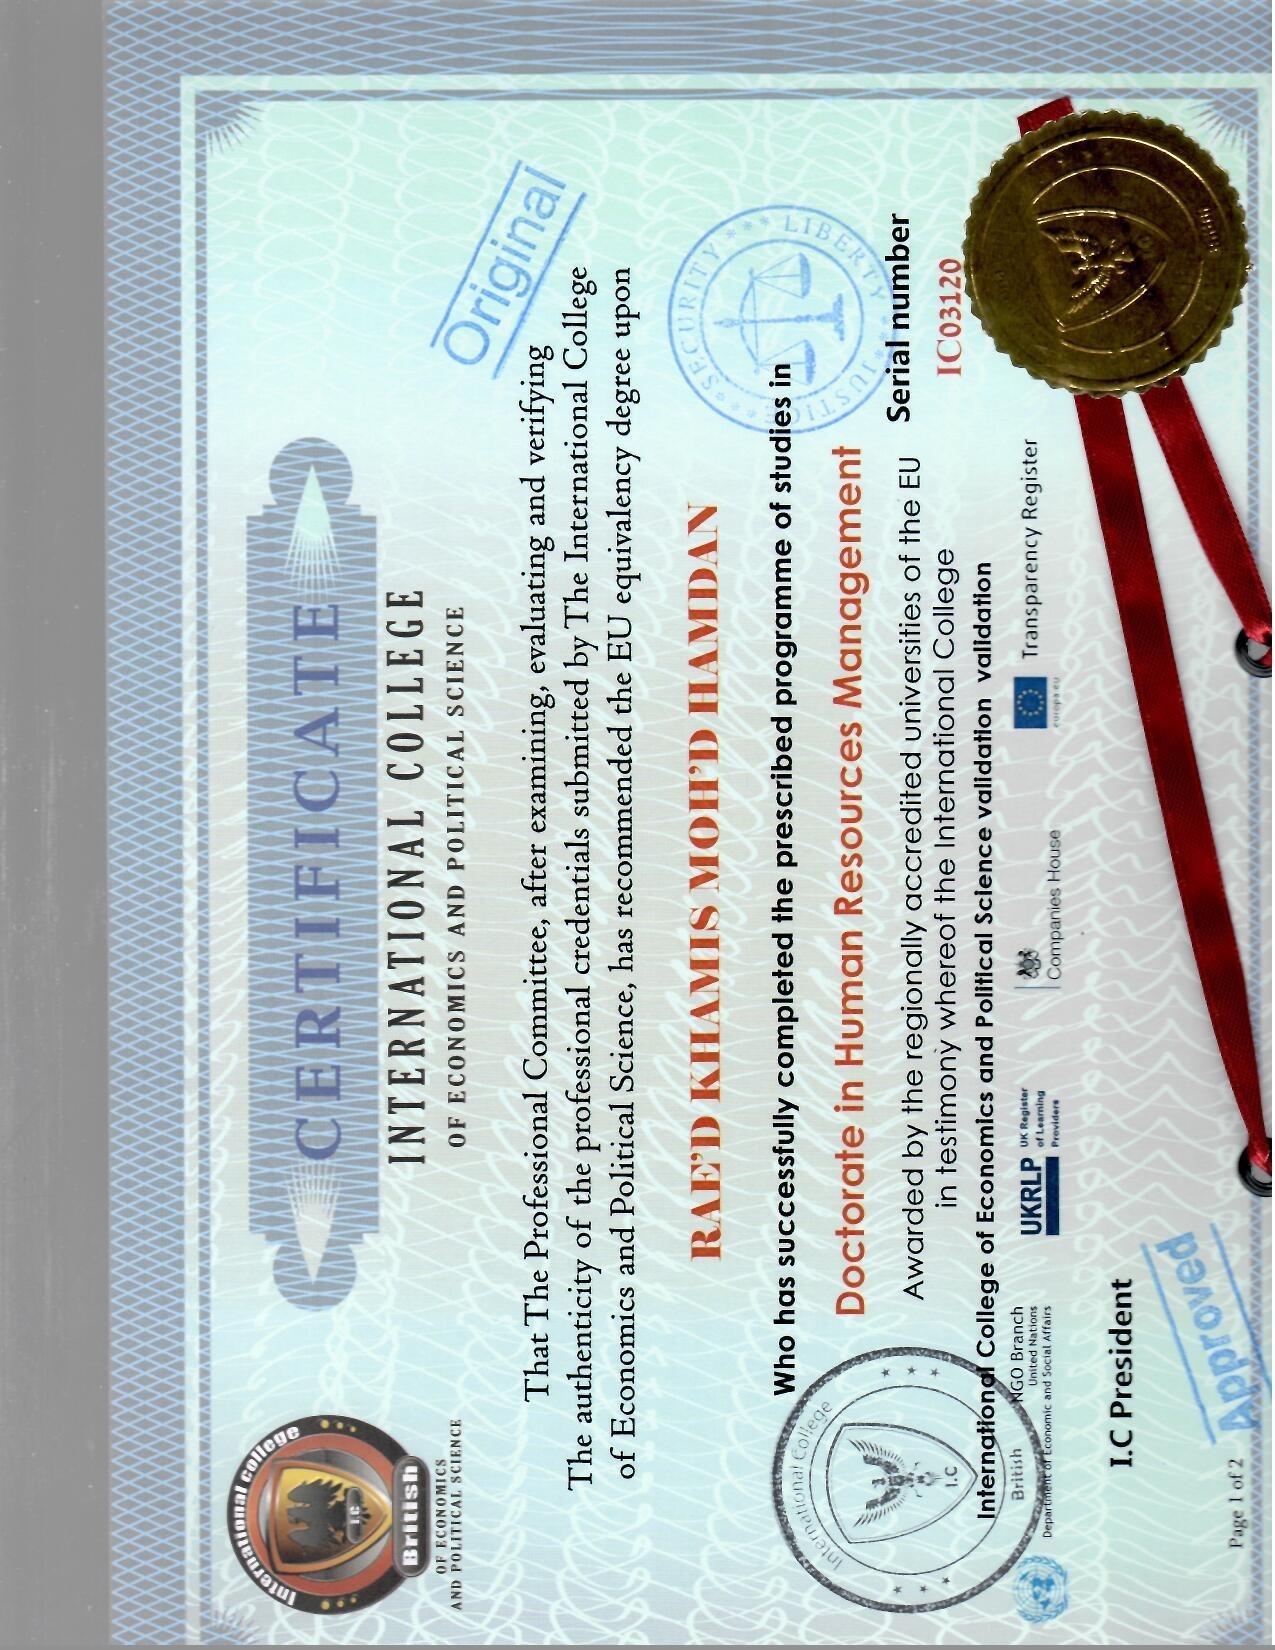 International college
I.C
British
OF ECONOMICS
AND POLITICAL SCIENCE
CERTIFICATE
INTERNATIONAL COLLEGE
OF ECONOMICS AND POLITICAL SCIENCE
Original
That The Professional Committee, after examining, evaluating and verifying
The authenticity of the professional credentials submitted by The International College
of Economics and Political Science, has recommended the EU equivalency degree upon
RAE'D KHAMIS MOH'D HAMDAN
SECURITY LIBERTY JUSTICE
Who has successfully completed the prescribed programme of studies in
Doctorate in Human Resources Management
International College
I.C
British
Awarded by the regionally accredited universities of the EU
in testimony whereof the International College
Serial number
IC03120
International College of Economics and Political Science validation validation
NGO Branch
United Nations
Department of Economic and Social Affairs
UKRLP
UK Register
of Learning
Providers
Companies House
europa.eu
Transparency Register
I.C President
Approved
Page 1 of 2